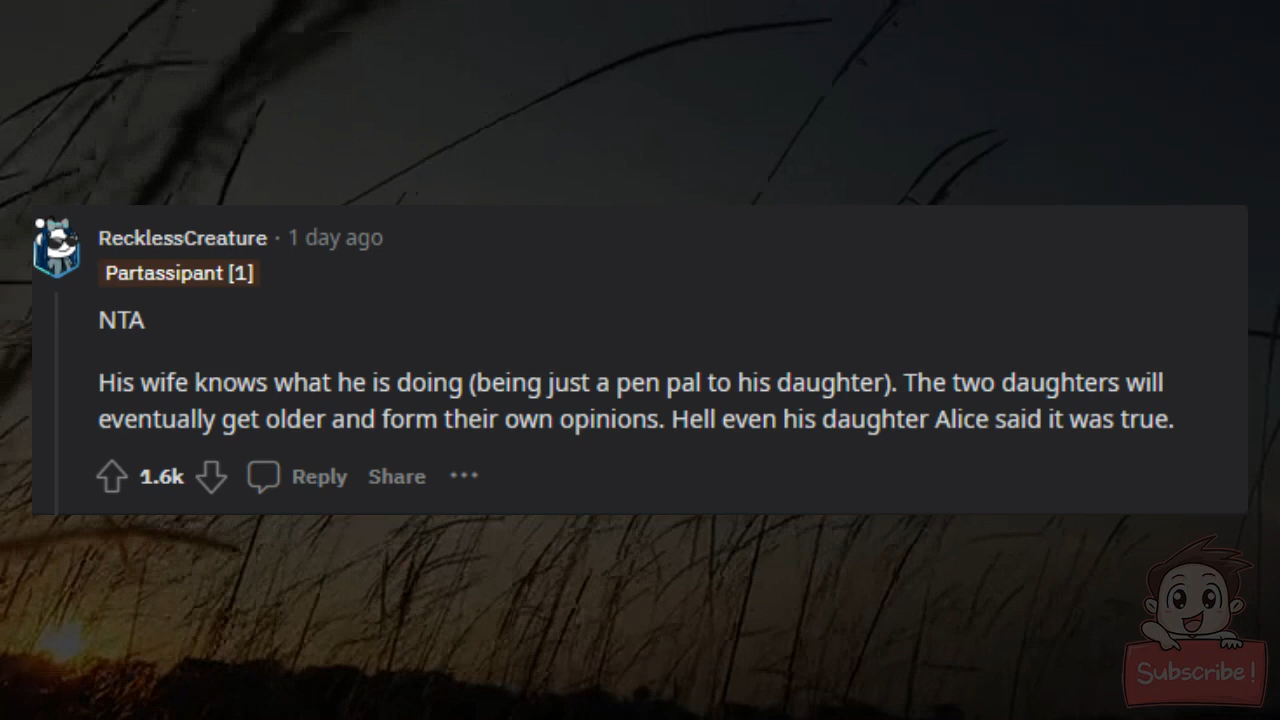 RecklessCreature · 1 day ago
Partassipant [1]
NTA
His wife knows what he is doing (being just a pen pal to his daughter). The two daughters will
eventually get older and form their own opinions. Hell even his daughter Alice said it was true.
1.6k Reply Share ···
Subscribe!